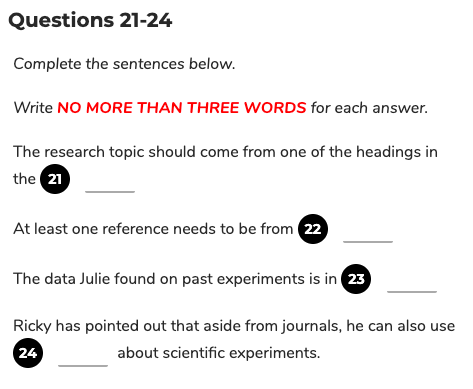 Questions 21-24
Complete the sentences below.
Write NO MORE THAN THREE WORDS for each answer.
The research topic should come from one of the headings in
the 21 ______
At least one reference needs to be from 22 ______
The data Julie found on past experiments is in 23 ______
Ricky has pointed out that aside from journals, he can also use
24 ______ about scientific experiments.